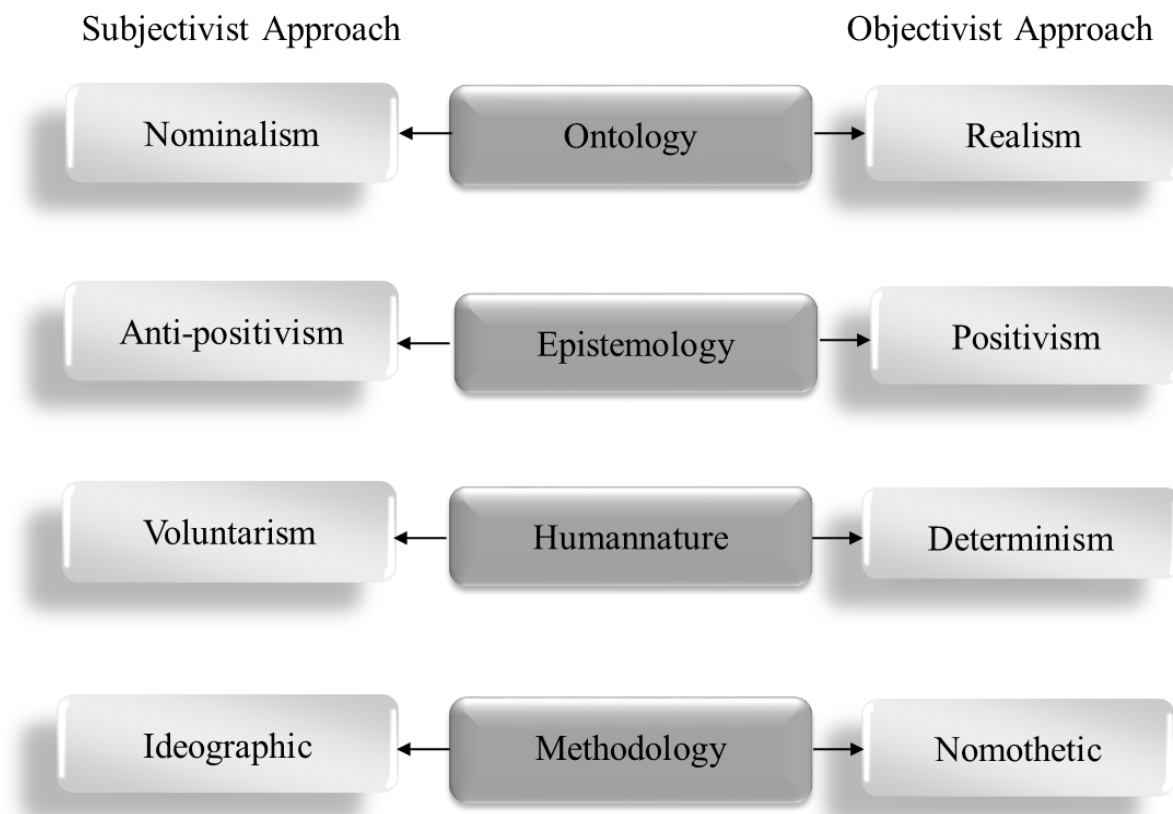 Subjectivist Approach
Objectivist Approach
Nominalism
Ontology
Realism
Anti-positivism
Epistemology
Positivism
Voluntarism
Humannature
Determinism
Ideographic
Methodology
Nomothetic